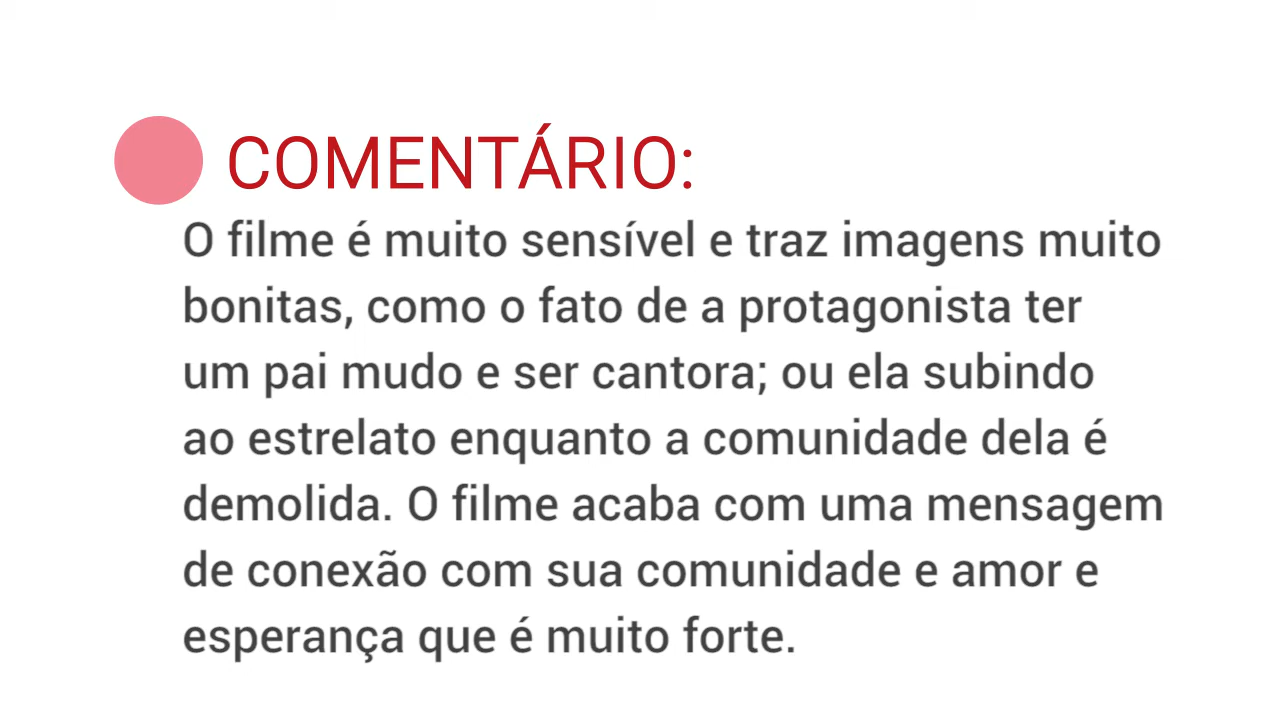 COMENTÁRIO:
O filme é muito sensível e traz imagens muito
bonitas, como o fato de a protagonista ter
um pai mudo e ser cantora; ou ela subindo
ao estrelato enquanto a comunidade dela é
demolida. O filme acaba com uma mensagem
de conexão com sua comunidade e amor e
esperança que é muito forte.